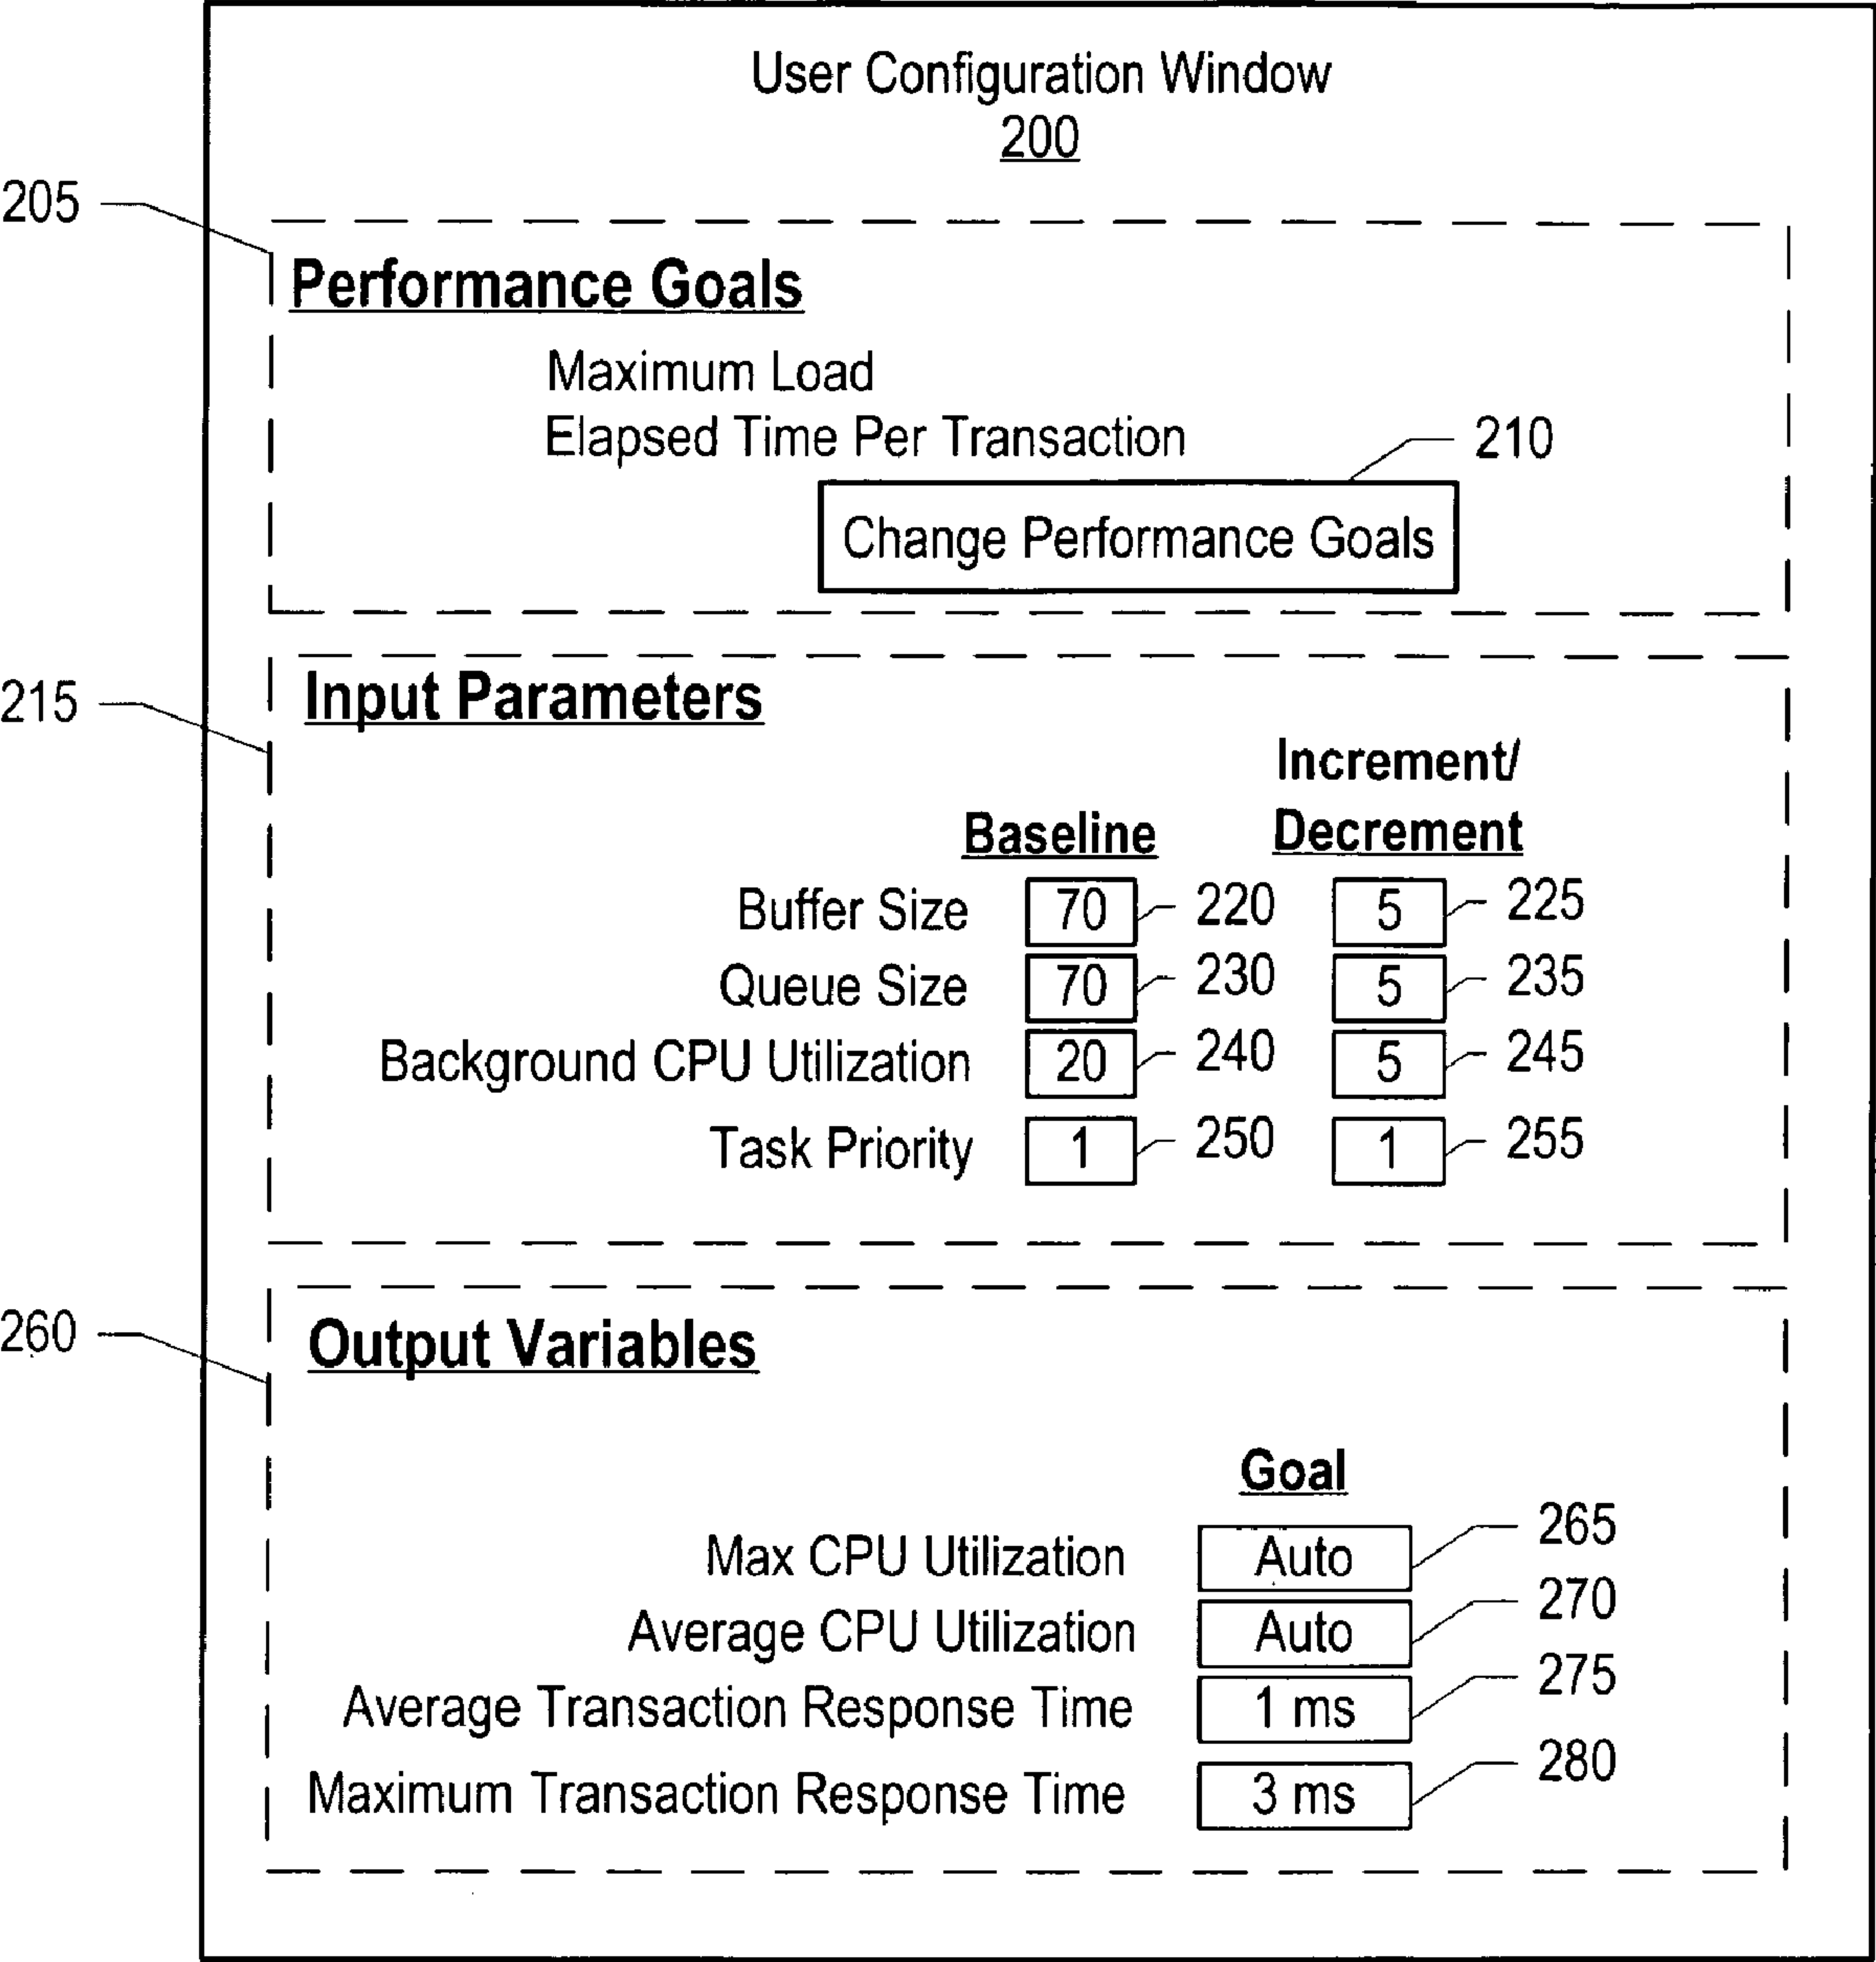 User Configuration Window
200
205
Performance Goals
Maximum Load
Elapsed Time Per Transaction
210
Change Performance Goals
215
Input Parameters
Increment/
Baseline Decrement
Buffer Size 70 220 5 225
Queue Size 70 230 5 235
Background CPU Utilization 20 240 5 245
Task Priority 1 250 1 255
260
Output Variables
Goal
Max CPU Utilization Auto 265
Average CPU Utilization Auto 270
Average Transaction Response Time 1 ms 275
Maximum Transaction Response Time 3 ms 280